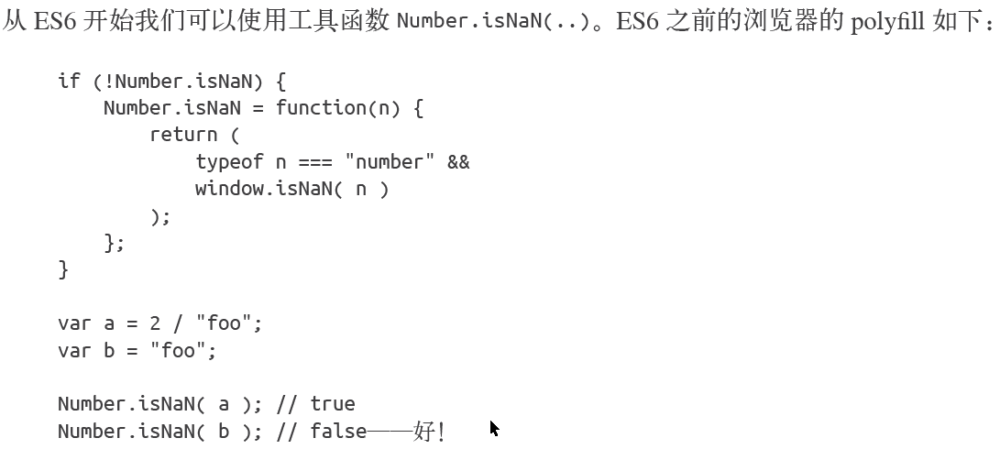 从 ES6 开始我们可以使用工具函数 Number.isNaN(..)。ES6 之前的浏览器的 polyfill 如下：
if (!Number.isNaN) {
    Number.isNaN = function(n) {
        return (
            typeof n === "number" &&
            window.isNaN( n )
        );
    };
}
var a = 2 / "foo";
var b = "foo";
Number.isNaN( a ); // true
Number.isNaN( b ); // false——好！